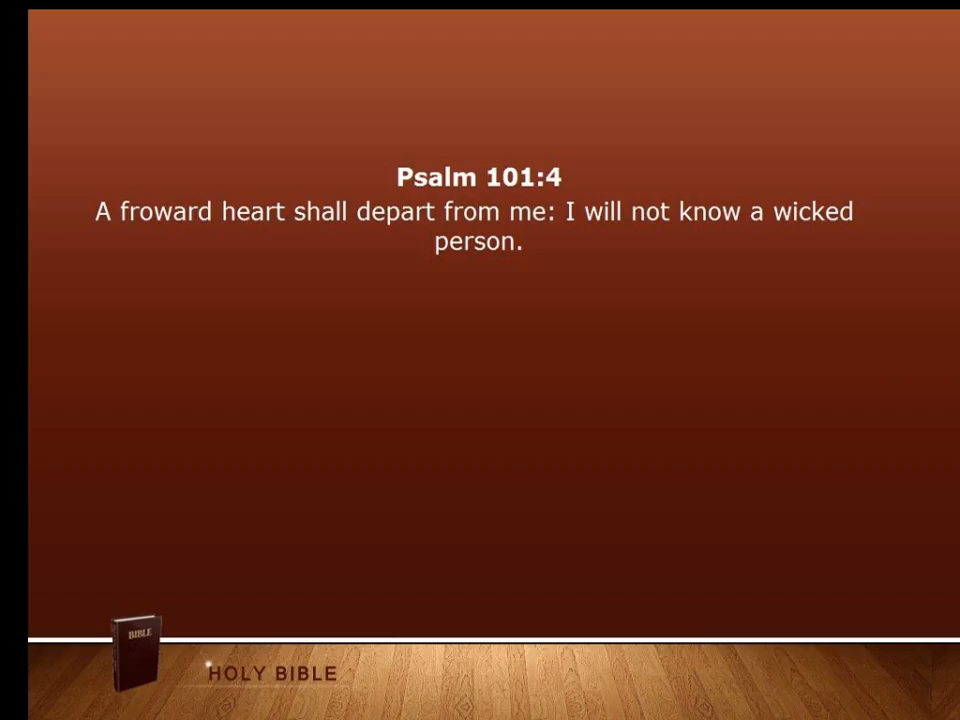 Psalm 101:4
A froward heart shall depart from me: I will not know a wicked
person.
BIBLE
HOLY BIBLE